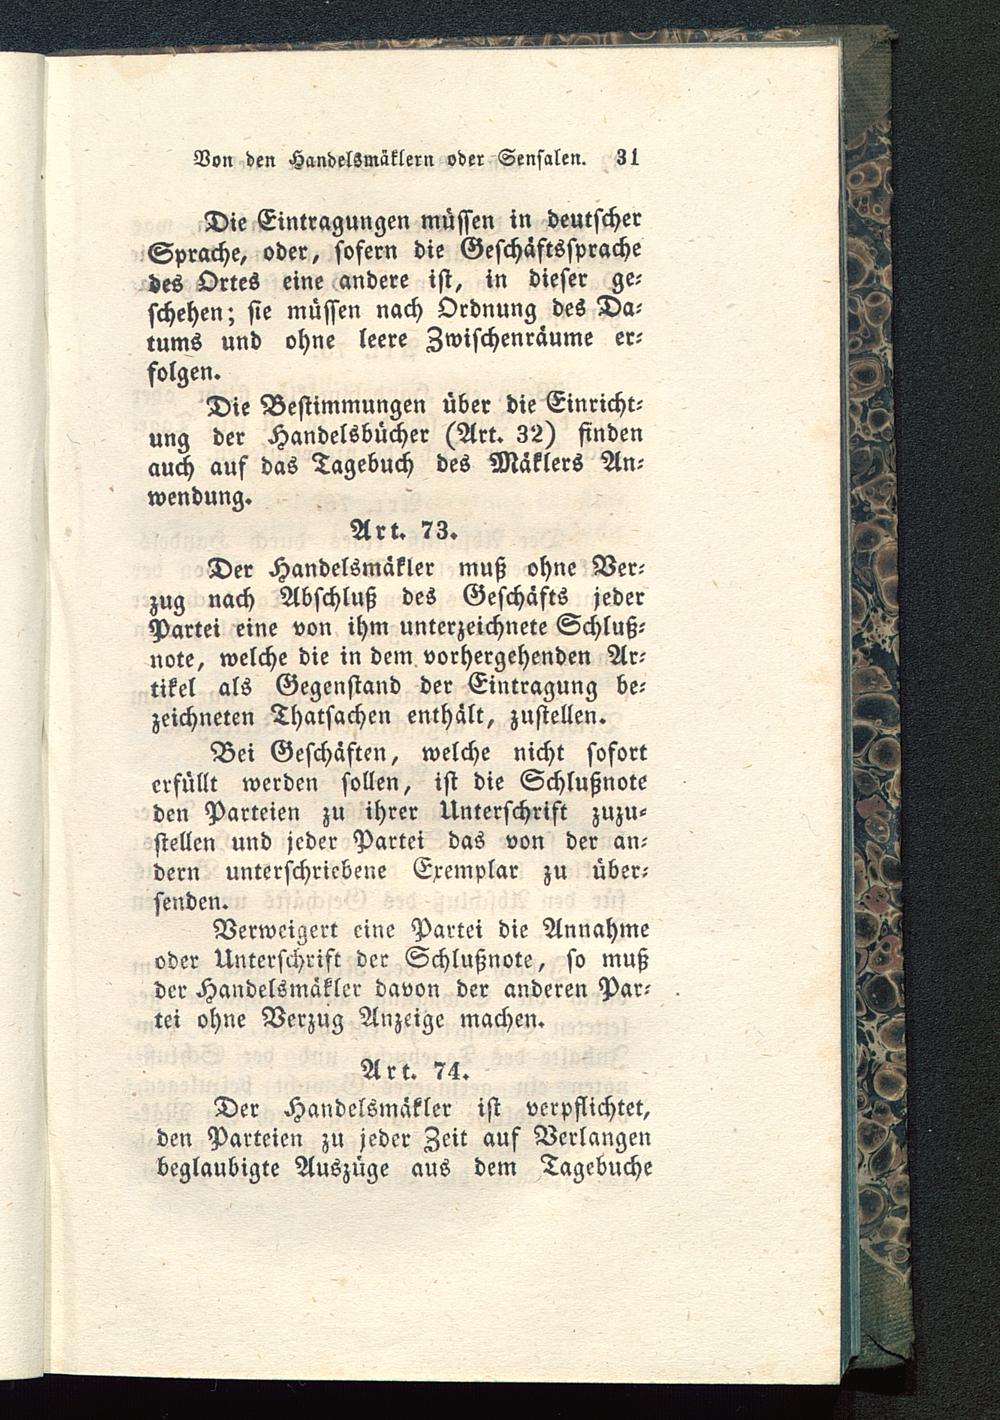 Von den Handelsmäklern oder Sensalen. 31
Die Eintragungen müssen in deutscher
Sprache, oder, sofern die Geschäftssprache
des Ortes eine andere ist, in dieser ge-
schehen; sie müssen nach Ordnung des Da-
tums und ohne leere Zwischenräume er-
folgen.
Die Bestimmungen über die Einricht-
ung der Handelsbücher (Art. 32) finden
auch auf das Tagebuch des Mäklers An-
wendung.
Art. 73.
Der Handelsmäkler muß ohne Ver-
zug nach Abschluß des Geschäfts jeder
Partei eine von ihm unterzeichnete Schluß-
note, welche die in dem vorhergehenden Ar-
tikel als Gegenstand der Eintragung be-
zeichneten Thatsachen enthält, zustellen.
Bei Geschäften, welche nicht sofort
erfüllt werden sollen, ist die Schlußnote
den Parteien zu ihrer Unterschrift zuzu-
stellen und jeder Partei das von der an-
dern unterschriebene Exemplar zu über-
senden.
Verweigert eine Partei die Annahme
oder Unterschrift der Schlußnote, so muß
der Handelsmäkler davon der anderen Par-
tei ohne Verzug Anzeige machen.
Art. 74.
Der Handelsmäkler ist verpflichtet,
den Parteien zu jeder Zeit auf Verlangen
beglaubigte Auszüge aus dem Tagebuche